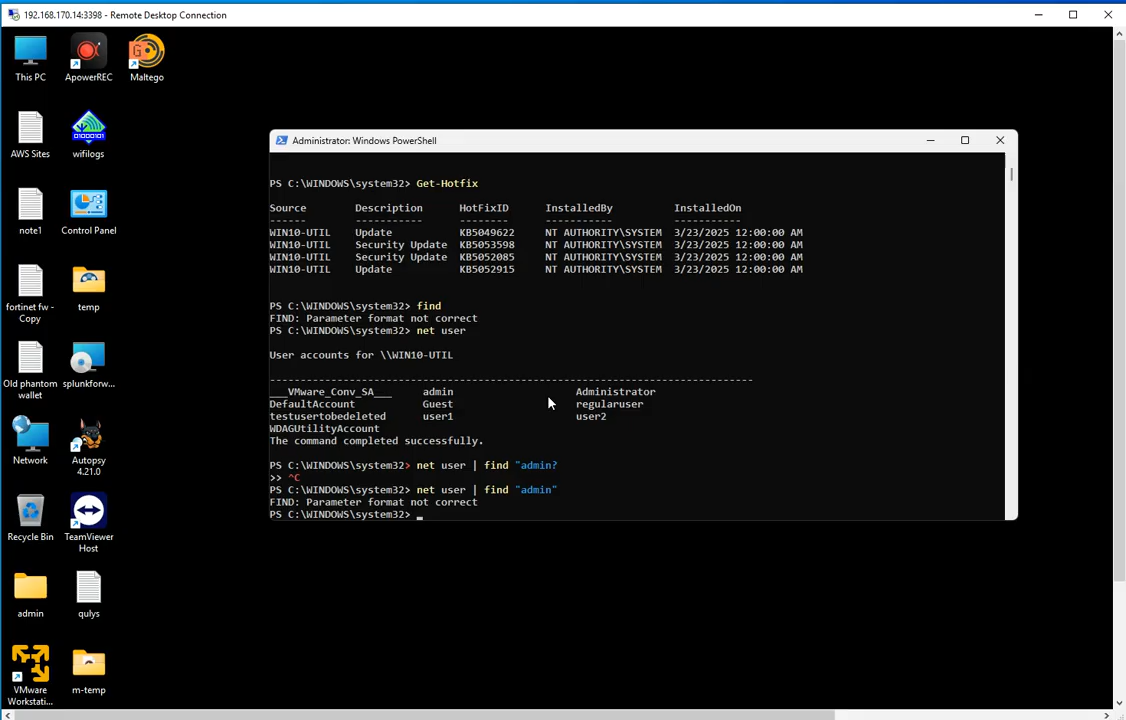 192.168.170.14:3398 - Remote Desktop Connection
This PC
ApowerREC
Maltego
AWS Sites
wifilogs
note1
Control Panel
fortinet fw - Copy
temp
Old phantom wallet
splunkforw...
Network
Autopsy 4.21.0
Recycle Bin
TeamViewer Host
admin
qulys
VMware Workstati...
m-temp
Administrator: Windows PowerShell
PS C:\WINDOWS\system32> Get-Hotfix
Source Description HotFixID InstalledBy InstalledOn
------ ----------- -------- ----------- -----------
WIN10-UTIL Update KB5049622 NT AUTHORITY\SYSTEM 3/23/2025 12:00:00 AM
WIN10-UTIL Security Update KB5053598 NT AUTHORITY\SYSTEM 3/23/2025 12:00:00 AM
WIN10-UTIL Security Update KB5052085 NT AUTHORITY\SYSTEM 3/23/2025 12:00:00 AM
WIN10-UTIL Update KB5052915 NT AUTHORITY\SYSTEM 3/23/2025 12:00:00 AM
PS C:\WINDOWS\system32> find
FIND: Parameter format not correct
PS C:\WINDOWS\system32> net user
User accounts for \\WIN10-UTIL
-------------------------------------------------------------------------------
___VMware_Conv_SA___ admin Administrator
DefaultAccount Guest regularuser
testusertobedeleted user1 user2
WDAGUtilityAccount
The command completed successfully.
PS C:\WINDOWS\system32> net user | find "admin?
>> ^C
PS C:\WINDOWS\system32> net user | find "admin"
FIND: Parameter format not correct
PS C:\WINDOWS\system32> _